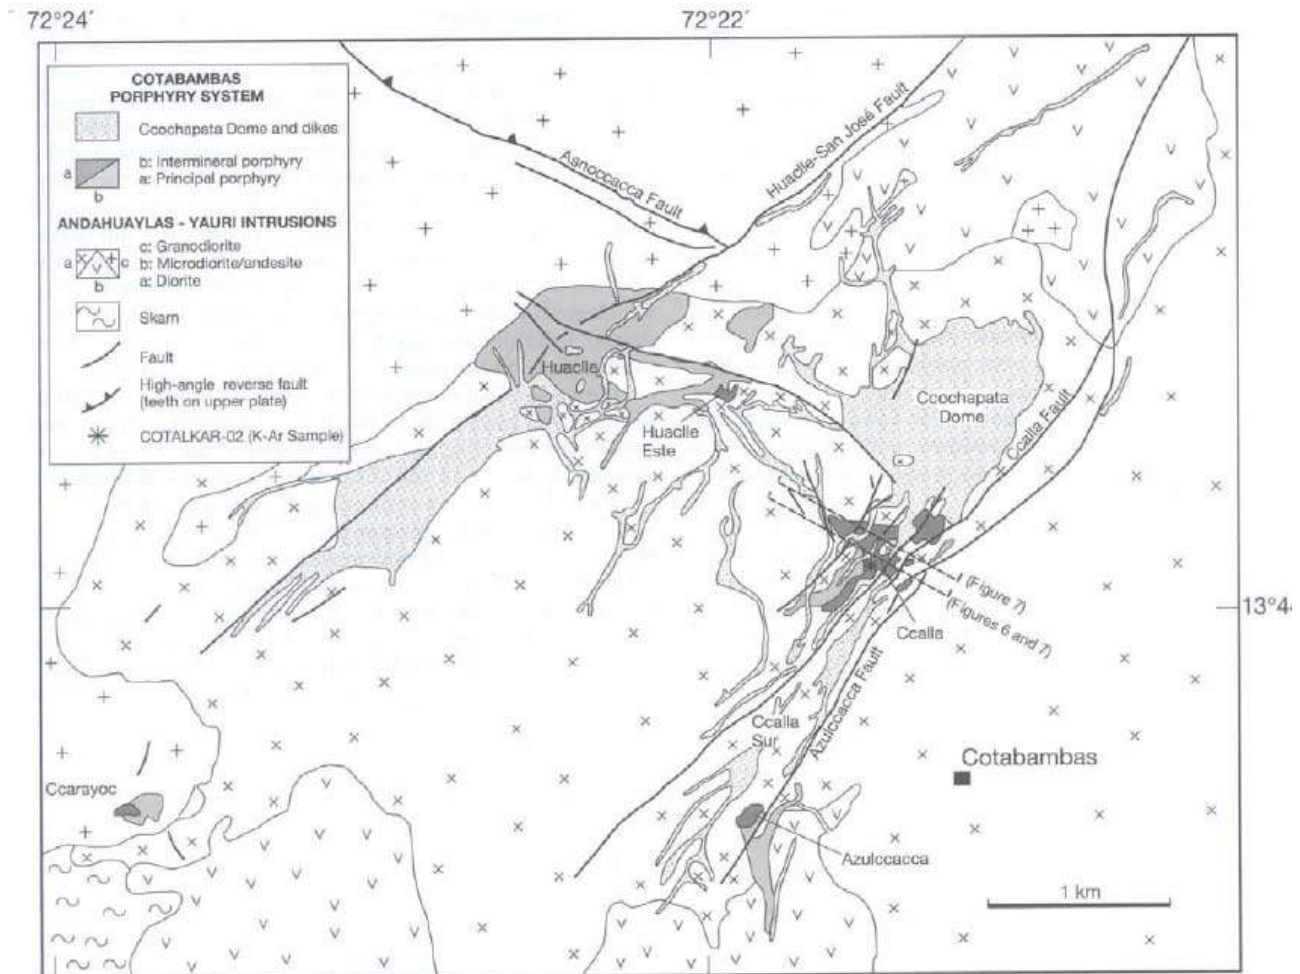 72°24´
72°22´
COTABAMBAS
PORPHYRY SYSTEM
Ccochapata Dome and dikes
a
b
b: Intermineral porphyry
a: Principal porphyry
ANDAHUAYLAS - YAURI INTRUSIONS
a
c
b
c: Granodiorite
b: Microdiorite/andesite
a: Diorite
Skarn
Fault
High-angle reverse fault
(teeth on upper plate)
COTALKAR-02 (K-Ar Sample)
Asnoccacca Fault
Huaclle-San José Fault
Huaclle
Huaclle
Este
Ccochapata
Dome
Ccalla Fault
(Figure 7)
(Figures 6 and 7)
13°44
Ccalla
Azulccacca Fault
Ccalla
Sur
Cotabambas
Ccarayoc
Azulccacca
1 km